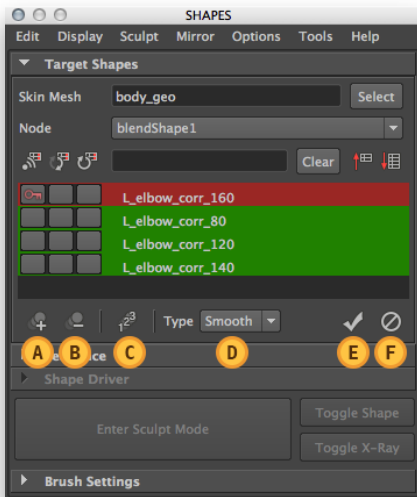 SHAPES
Edit Display Sculpt Mirror Options Tools Help
Target Shapes
Skin Mesh body_geo Select
Node blendShape1
Clear
L_elbow_corr_160
L_elbow_corr_80
L_elbow_corr_120
L_elbow_corr_140
123 Type Smooth
A B C D E F
Shape Driver
Enter Sculpt Mode Toggle Shape
Toggle X-Ray
Brush Settings